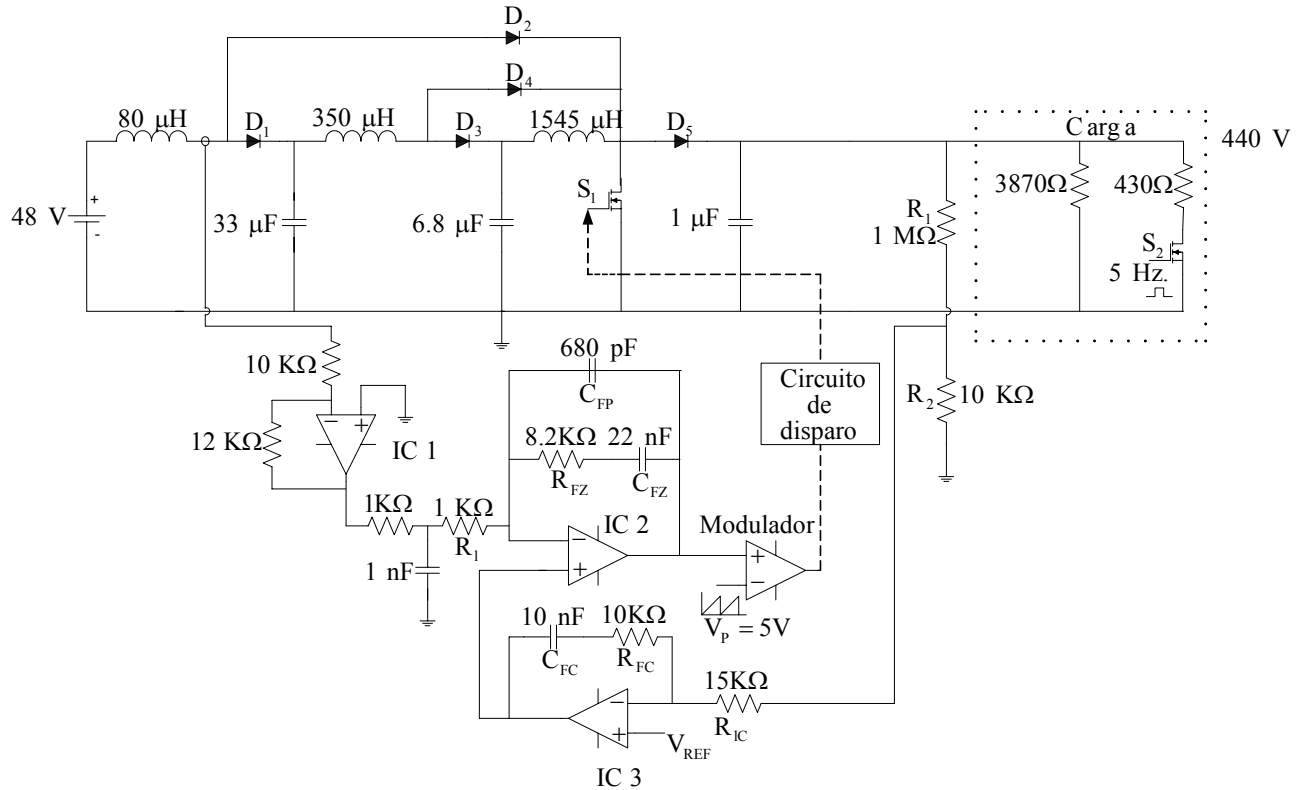 D2
D4
80 μH
D1
350 μH
D3
1545 μH
D5
Carga
440 V
48 V
+
-
33 μF
6.8 μF
S1
1 μF
R1
1 MΩ
3870Ω
430Ω
S2
5 Hz.
10 KΩ
680 pF
CFP
Circuito
de
disparo
R2
10 KΩ
12 KΩ
- +
IC 1
8.2KΩ
22 nF
RFZ
CFZ
1KΩ
1 KΩ
R1
IC 2
-
+
Modulador
+
-
1 nF
VP = 5V
10 nF
10KΩ
CFC
RFC
15KΩ
R1C
-
+
VREF
IC 3